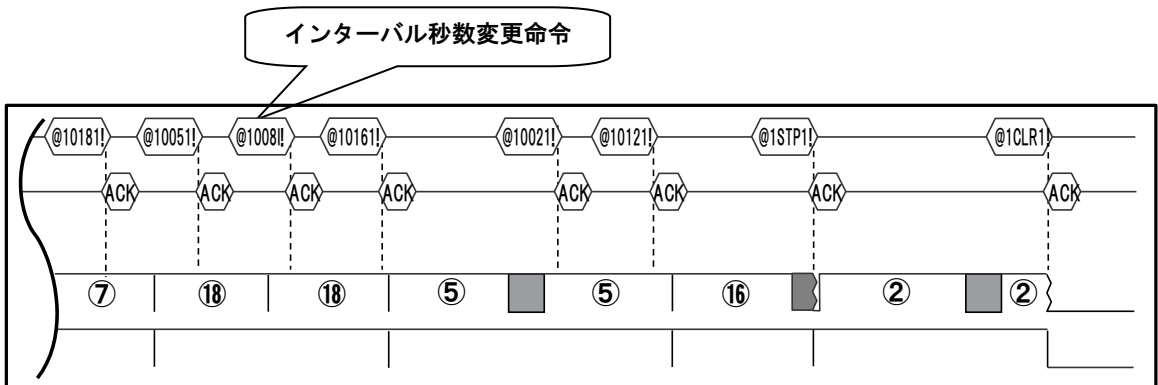 インターバル秒数変更命令
@10181! @10051! @1008I! @10161! @10021! @10121! @1STP1! @1CLR1!
ACK ACK ACK ACK ACK ACK ACK ACK
⑦ ⑱ ⑱ ⑤ ⑤ ⑯ ② ②